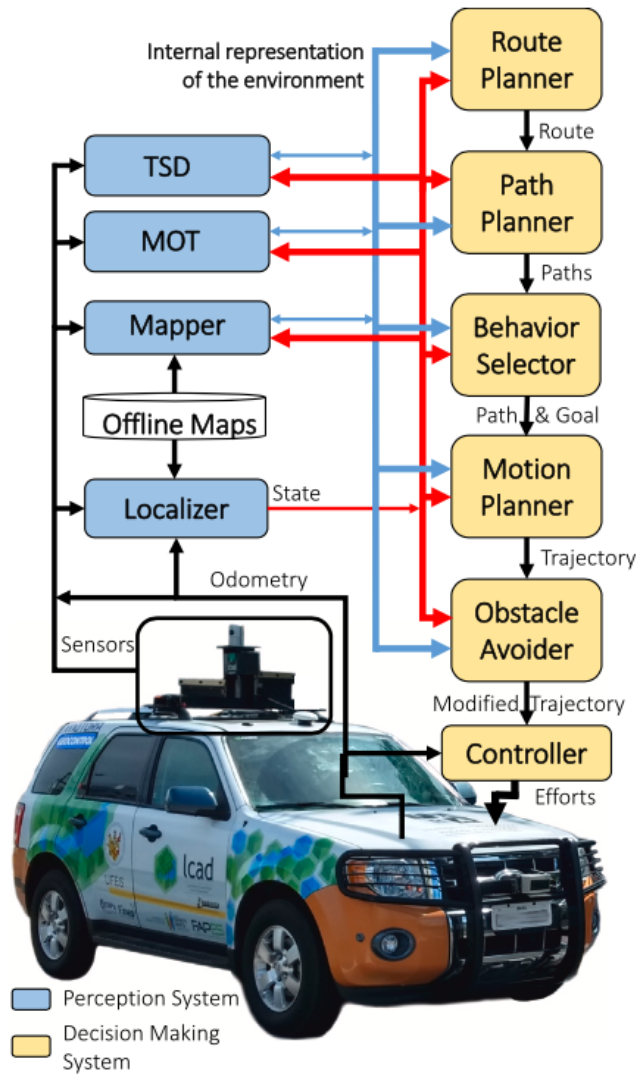 Internal representation
of the environment
Route
Planner
Route
TSD
Path
Planner
MOT
Paths
Mapper
Behavior
Selector
Offline Maps
Path & Goal
Localizer
State
Motion
Planner
Odometry
Trajectory
Sensors
Obstacle
Avoider
Modified Trajectory
Controller
Efforts
lcad
UFES
FAPES
Perception System
Decision Making
System